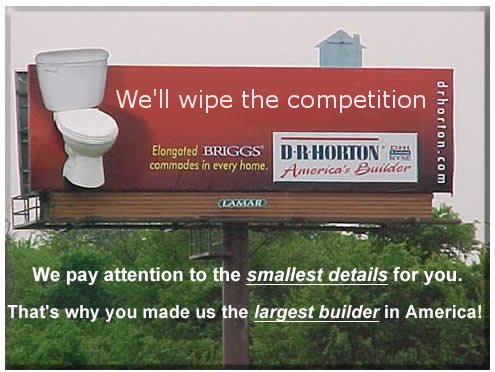 We'll wipe the competition
drhorton.com
Elongated BRIGGS®
commodes in every home.
D·R·HORTON®
DHI
NYSE
America's Builder
LAMAR
We pay attention to the smallest details for you.
That's why you made us the largest builder in America!